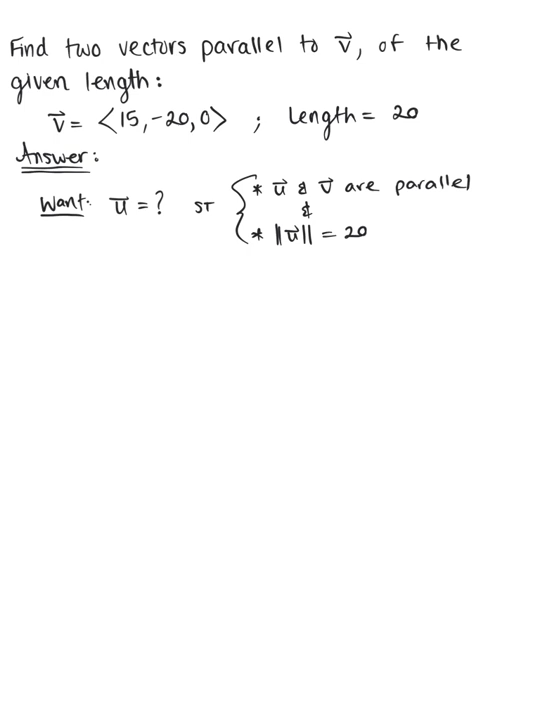 Find two vectors parallel to v⃗, of the
given length:
v⃗ = <15, -20, 0> ; Length = 20
Answer:
Want: u⃗ = ? ST { * u⃗ & v⃗ are parallel
&
* ||u⃗|| = 20